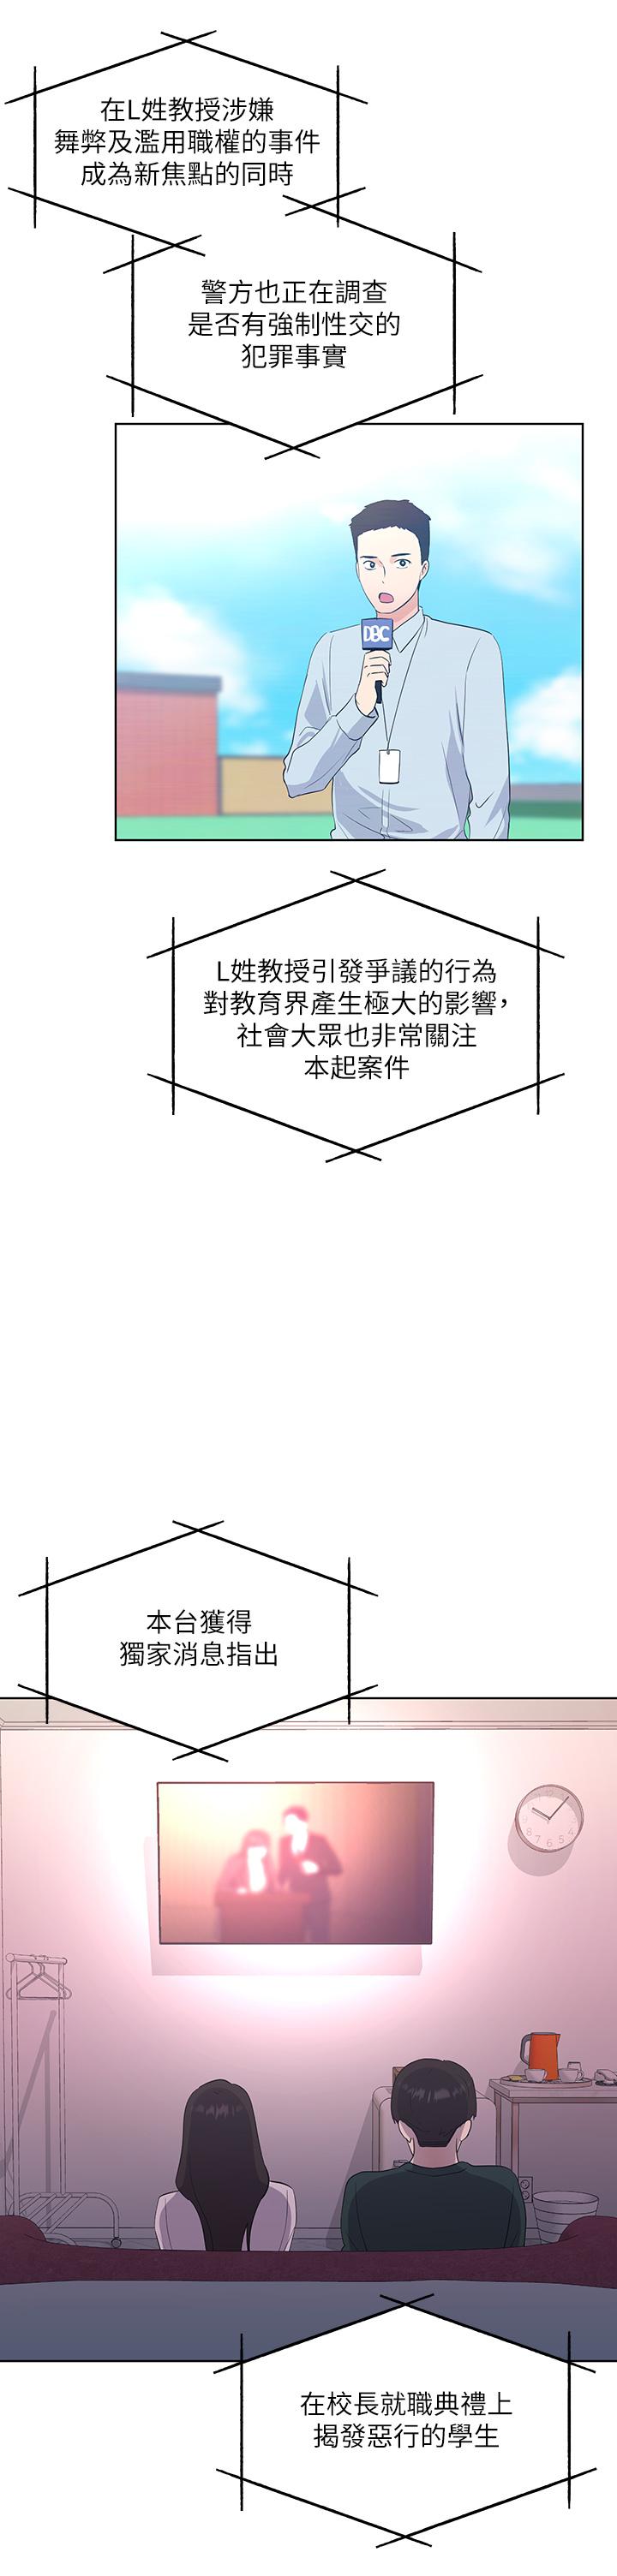 在L姓教授涉嫌
舞弊及濫用職權的事件
成為新焦點的同時
警方也正在調查
是否有強制性交的
犯罪事實
DBC
L姓教授引發爭議的行為
對教育界產生極大的影響，
社會大眾也非常關注
本起案件
本台獲得
獨家消息指出
8 7 6 5 4
在校長就職典禮上
揭發惡行的學生